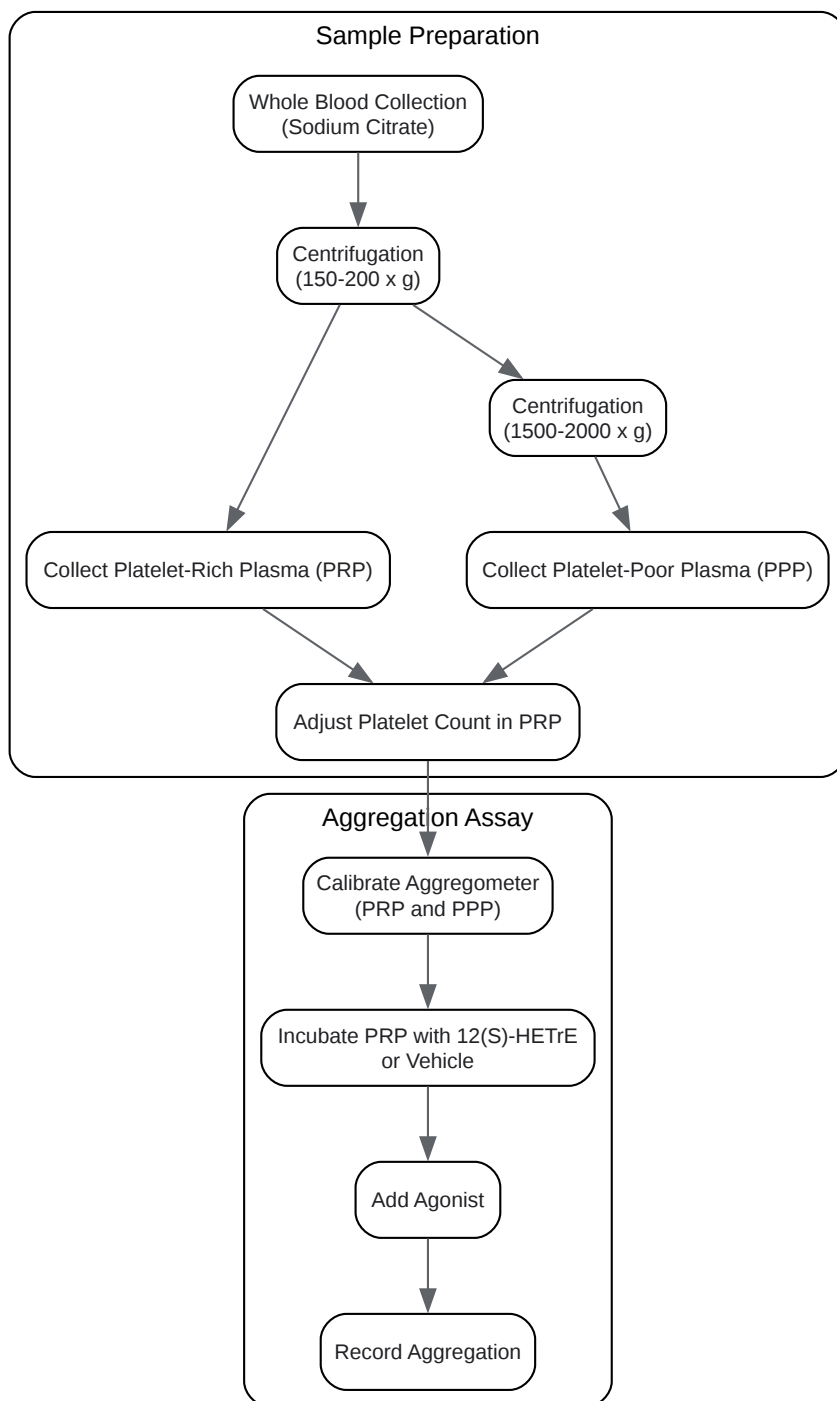 Sample Preparation
Whole Blood Collection
(Sodium Citrate)
Centrifugation
(150-200 x g)
Centrifugation
(1500-2000 x g)
Collect Platelet-Rich Plasma (PRP)
Collect Platelet-Poor Plasma (PPP)
Adjust Platelet Count in PRP
Aggregation Assay
Calibrate Aggregometer
(PRP and PPP)
Incubate PRP with 12(S)-HETrE
or Vehicle
Add Agonist
Record Aggregation